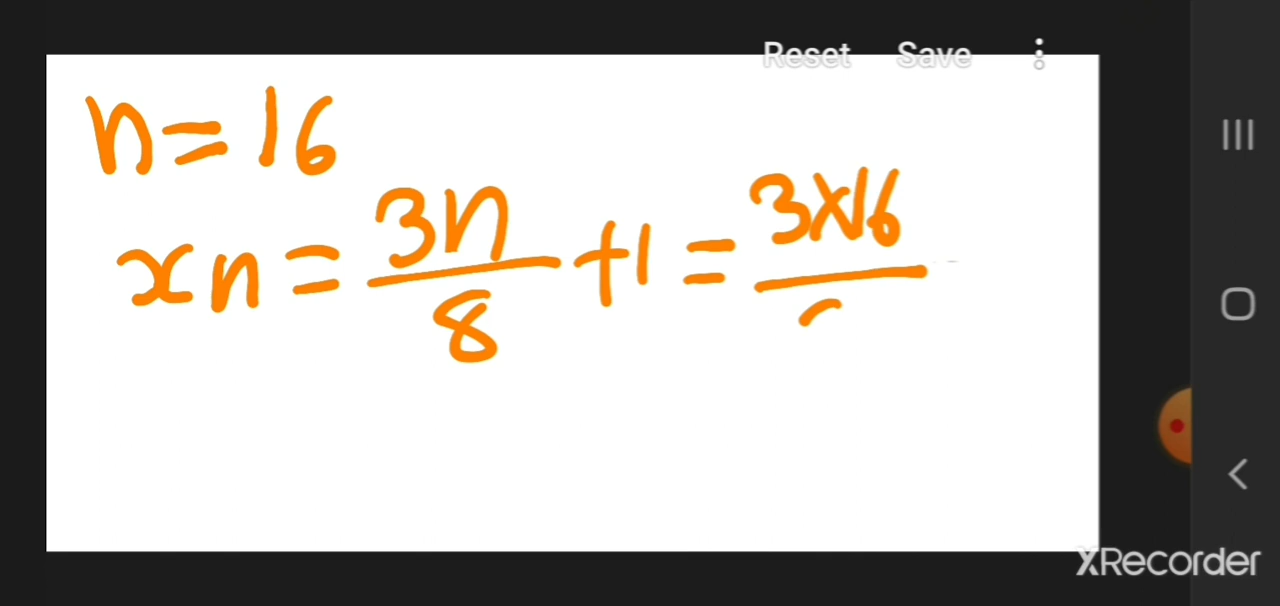 Reset Save
n=16
xn = 3n/8 +1 = 3×16/
XRecorder